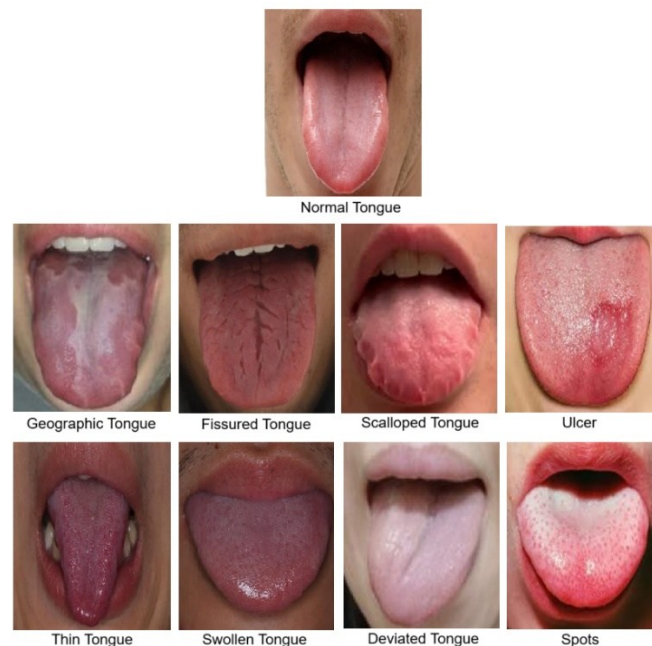 Normal Tongue
Geographic Tongue
Fissured Tongue
Scalloped Tongue
Ulcer
Thin Tongue
Swollen Tongue
Deviated Tongue
Spots